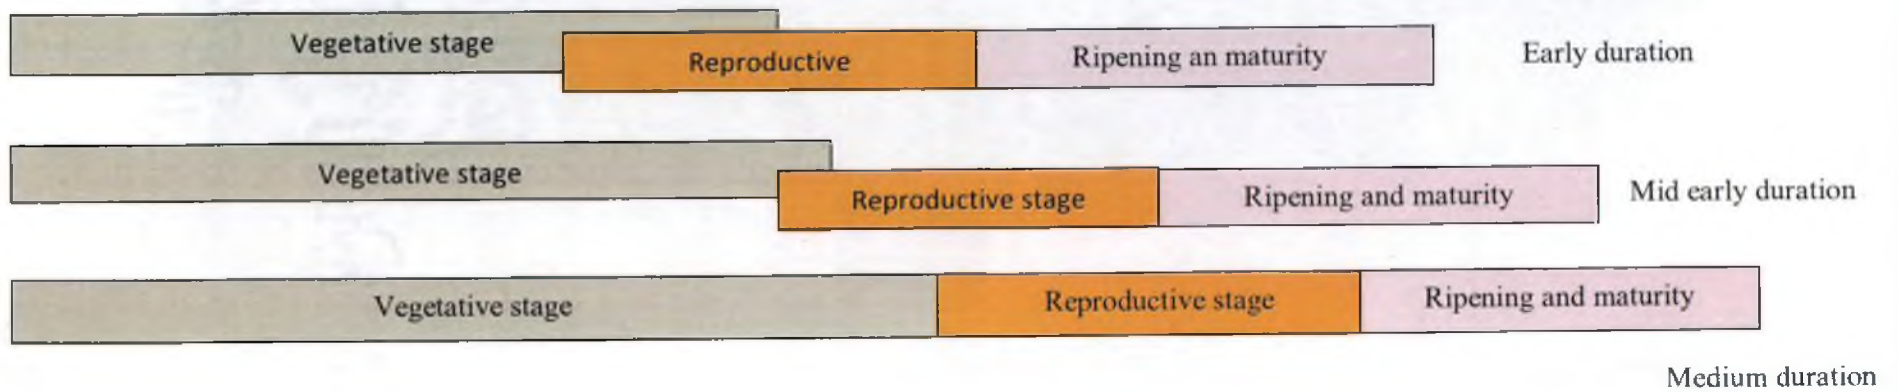 Vegetative stage
Reproductive
Ripening an maturity
Early duration
Vegetative stage
Reproductive stage
Ripening and maturity
Mid early duration
Vegetative stage
Reproductive stage
Ripening and maturity
Medium duration